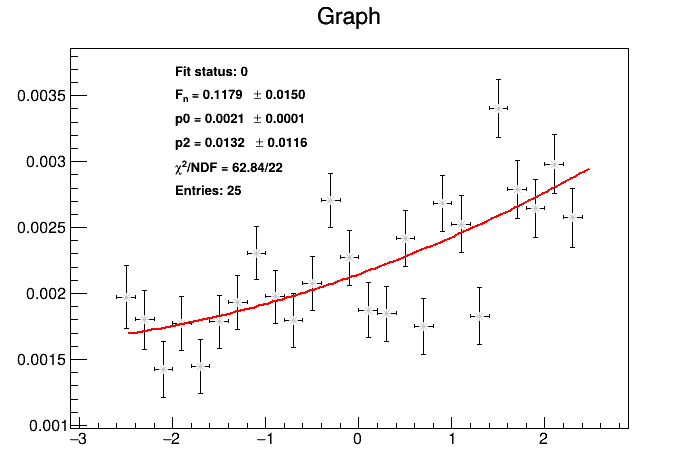 Graph
Fit status: 0
Fn = 0.1179 ± 0.0150
p0 = 0.0021 ± 0.0001
p2 = 0.0132 ± 0.0116
χ²/NDF = 62.84/22
Entries: 25
0.0035
0.003
0.0025
0.002
0.0015
0.001
−3 −2 −1 0 1 2